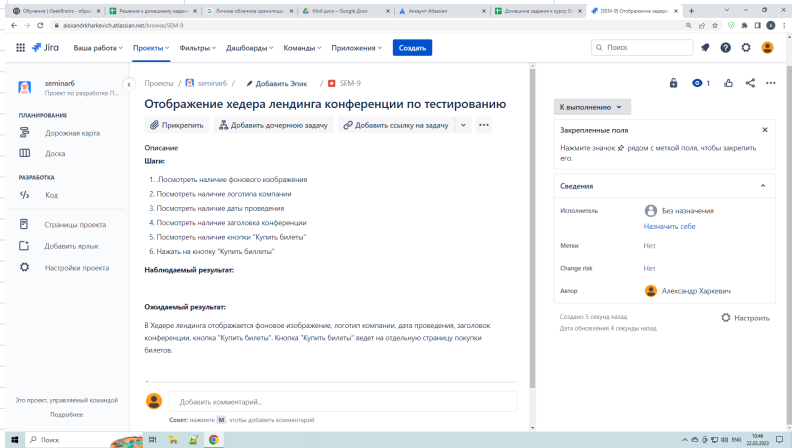 Обучение | GeekBrains - образ
Решение к домашнему задани
Личное облачное хранилище
Мой диск – Google Диск
Аккаунт Atlassian
Домашние задания к курсу С
[SEM-9] Отображение хедера
alexandrkharkevich.atlassian.net/browse/SEM-9
Jira Ваша работа Проекты Фильтры Дашборды Команды Приложения Создать Поиск
seminar6
Проект по разработке П...
ПЛАНИРОВАНИЕ
Дорожная карта
Доска
РАЗРАБОТКА
Код
Страницы проекта
Добавить ярлык
Настройки проекта
Это проект, управляемый командой
Подробнее
Проекты / seminar6 / Добавить Эпик / SEM-9
Отображение хедера лендинга конференции по тестированию
Прикрепить Добавить дочернюю задачу Добавить ссылку на задачу
Описание
Шаги:
1. .Посмотреть наличие фонового изображения
2. Посмотреть наличие логотипа компании
3. Посмотреть наличие даты проведения
4. Посмотреть наличие заголовка конференции
5. Посмотреть наличие кнопки "Купить билеты"
6. Нажать на кнопку "Купить биллеты"
Наблюдаемый результат:
Ожидаемый результат:
В Хедере лендинга отображается фоновое изображение, логотип компании, дата проведения, заголовок
конференции, кнопка "Купить билеты". Кнопка "Купить билеты" ведет на отдельную страницу покупки
билетов.
Добавить комментарий...
Совет: нажмите M, чтобы добавить комментарий
1
К выполнению
Закрепленные поля
Нажмите значок рядом с меткой поля, чтобы закрепить
его.
Сведения
Исполнитель Без назначения
Назначить себе
Метки Нет
Change risk Нет
Автор Александр Харкевич
Создано 5 секунд назад
Дата обновления 4 секунды назад
Настроить
Поиск
ENG
10:46
22.03.2023